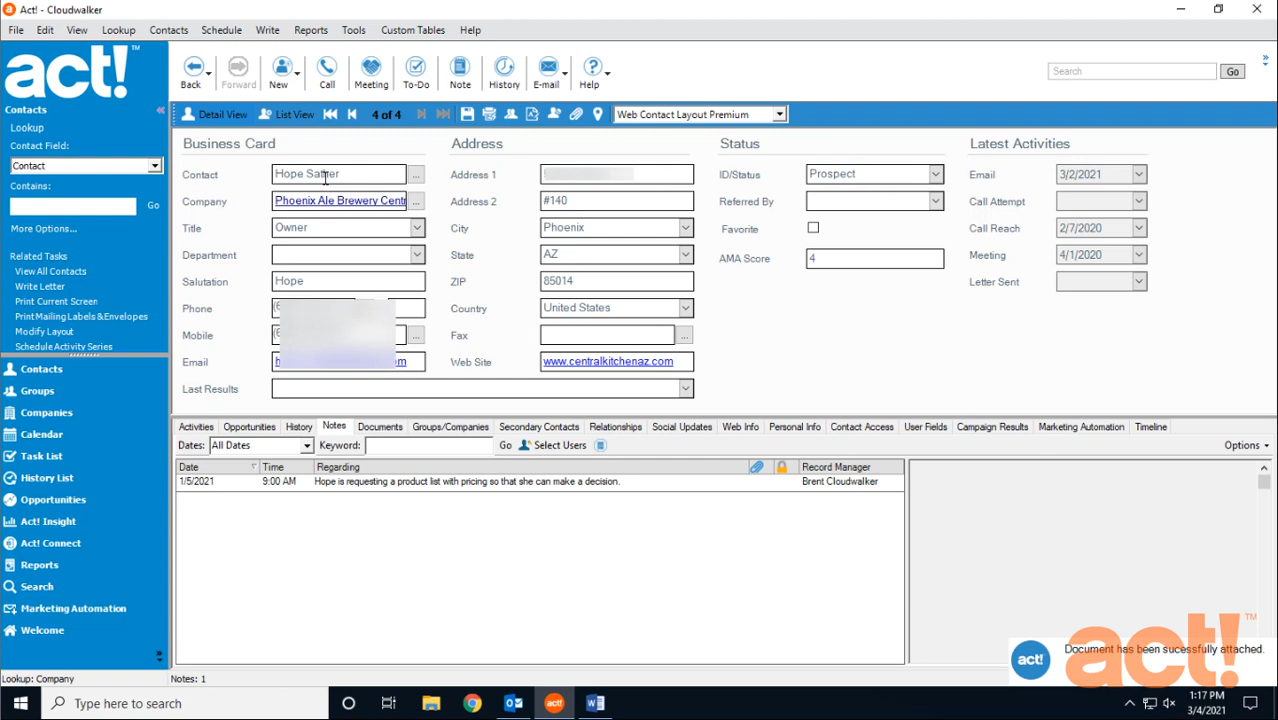 Act! - Cloudwalker
File Edit View Lookup Contacts Schedule Write Reports Tools Custom Tables Help
act!™
Back Forward New Call Meeting To-Do Note History E-mail Help
Search Go
Contacts
Detail View List View 4 of 4 Web Contact Layout Premium
Lookup
Contact Field:
Contact
Contains:
Go
More Options...
Related Tasks
View All Contacts
Write Letter
Print Current Screen
Print Mailing Labels & Envelopes
Modify Layout
Schedule Activity Series
Contacts
Groups
Companies
Calendar
Task List
History List
Opportunities
Act! Insight
Act! Connect
Reports
Search
Marketing Automation
Welcome
Business Card
Contact Hope
Company Phoenix Ale Brewery Centr
Title Owner
Department
Salutation Hope
Phone
Mobile
Email
Last Results
Address
Address 1
Address 2 #140
City Phoenix
State AZ
ZIP 85014
Country United States
Fax
Web Site www.centralkitchenaz.com
Status
ID/Status Prospect
Referred By
Favorite
AMA Score 4
Latest Activities
Email 3/2/2021
Call Attempt
Call Reach 2/7/2020
Meeting 4/1/2020
Letter Sent
Activities Opportunities History Notes Documents Groups/Companies Secondary Contacts Relationships Social Updates Web Info Personal Info Contact Access User Fields Campaign Results Marketing Automation Timeline
Dates: All Dates Keyword: Go Select Users Options
Date Time Regarding Record Manager
1/5/2021 9:00 AM Hope is requesting a product list with pricing so that she can make a decision. Brent Cloudwalker
act!
act! Document has been sucessfully attached.
Lookup: Company Notes: 1
Type here to search
1:17 PM
3/4/2021